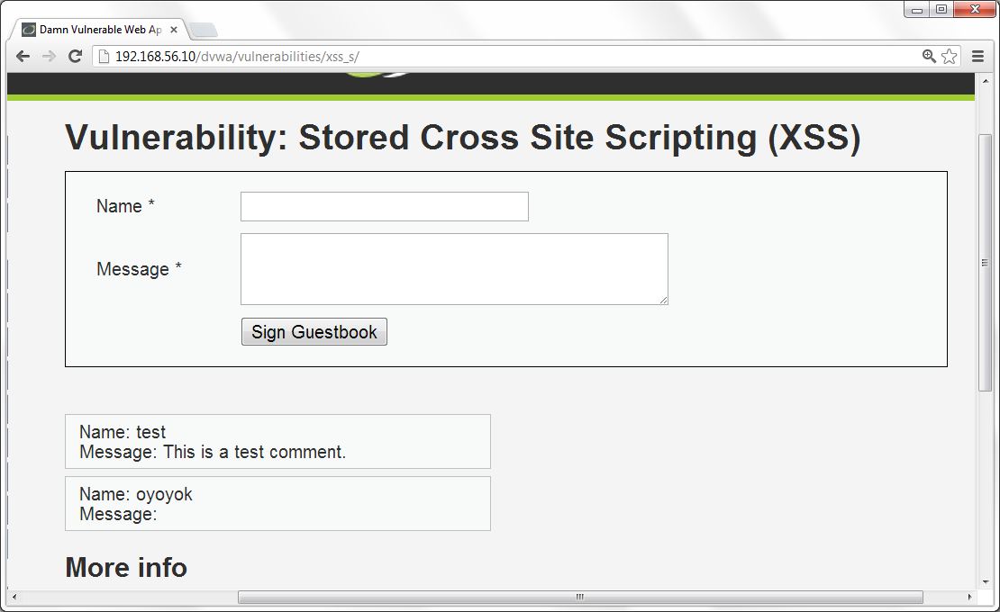 Damn Vulnerable Web Ap
192.168.56.10/dvwa/vulnerabilities/xss_s/
Vulnerability: Stored Cross Site Scripting (XSS)
Name *
Message *
Sign Guestbook
Name: test
Message: This is a test comment.
Name: oyoyok
Message:
More info